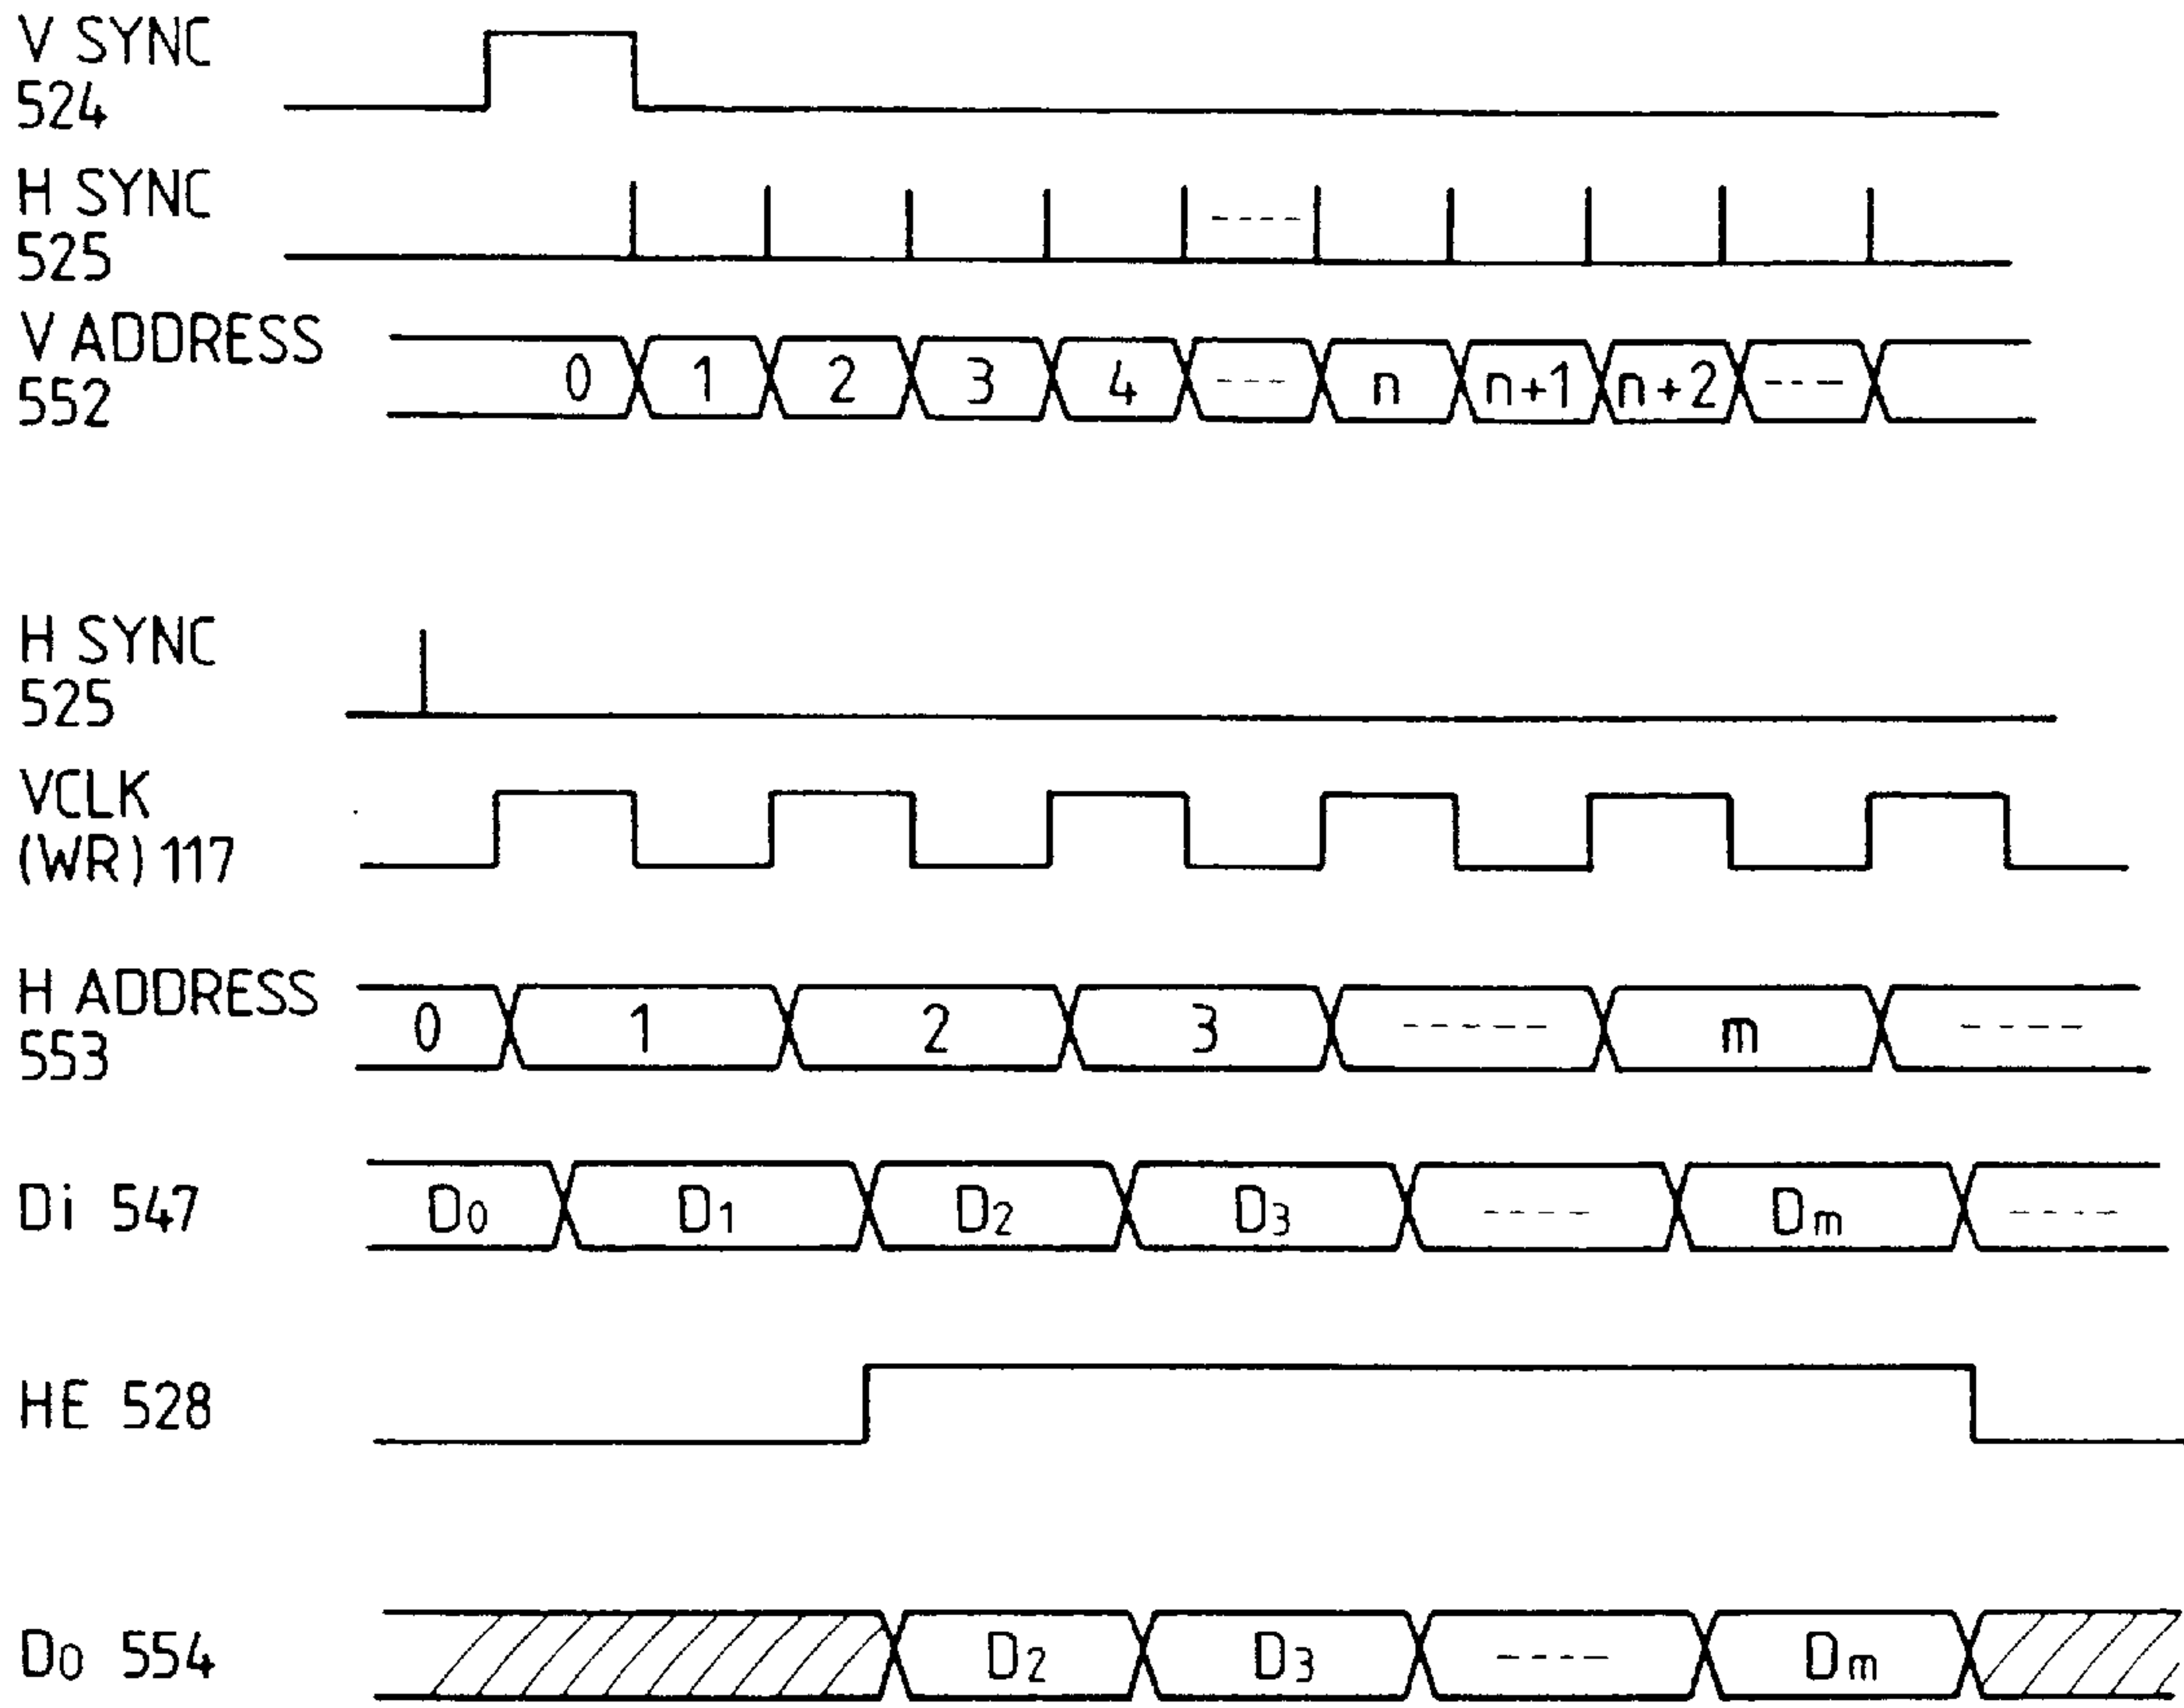 V SYNC
524
H SYNC
525
----
V ADDRESS
552
0 1 2 3 4 --- n n+1 n+2 ---
H SYNC
525
VCLK
(WR) 117
H ADDRESS
553
0 1 2 3 ----- m ----
Di 547
D0 D1 D2 D3 ---- Dm ----
HE 528
Do 554
D2 D3 ---- Dm